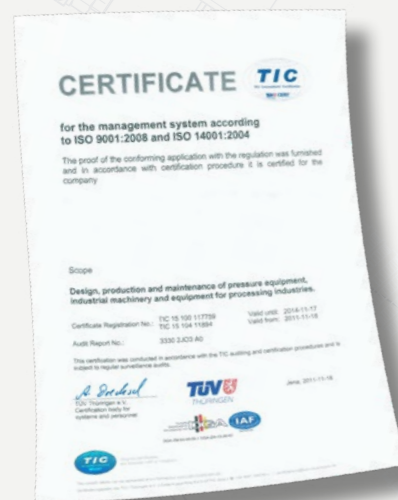 CERTIFICATE
TIC
for the management system according
to ISO 9001:2008 and ISO 14001:2004
The proof of the conforming application with the regulation was furnished
and in accordance with certification procedure it is certified for the
company
Scope
Design, production and maintenance of pressure equipment,
industrial machinery and equipment for processing industries.
Certificate Registration No.: TIC 15 100 117759 Valid until: 2014-11-17
TIC 15 104 11894 Valid from: 2011-11-18
Audit Report No.: 3330 2JO3 A0
This certification was conducted in accordance with the TIC auditing and certification procedures and is
subject to regular surveillance audits.
TÜV Thüringen e.V.
Certification body for
systems and personnel
TÜV
THÜRINGEN
Jena, 2011-11-18
IAF
TIC